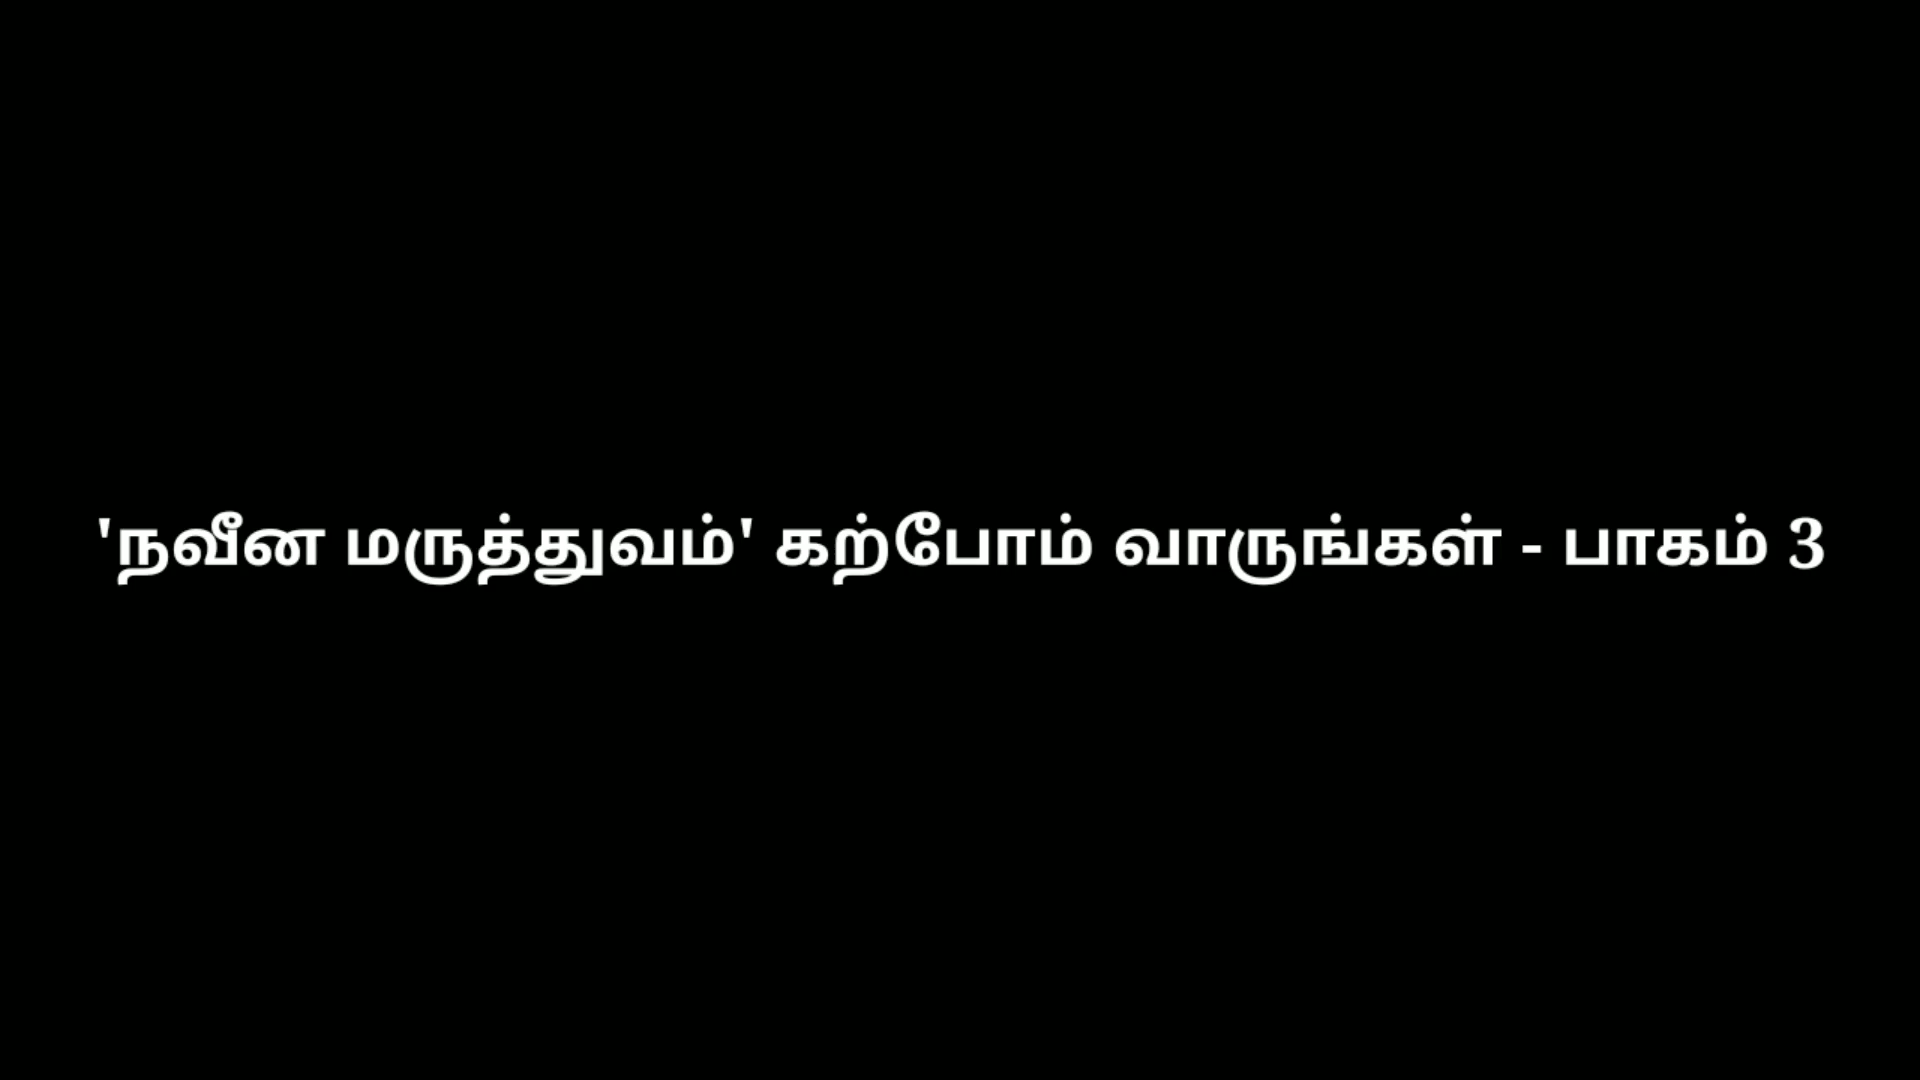 'நவீன மருத்துவம்' கற்போம் வாருங்கள் - பாகம் 3